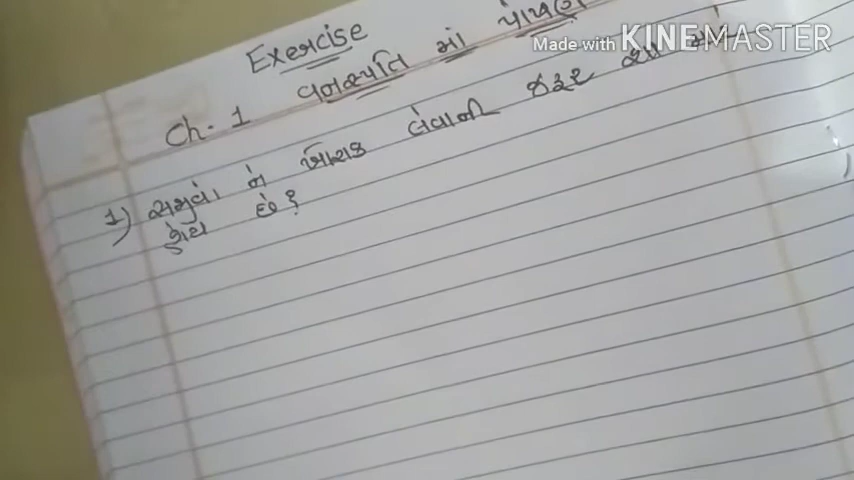 Made with KINEMASTER
Exercise
Ch. 1 વનસ્પતિ માં પોષણ
1) સજીવો ને ખોરાક લેવાની જરૂર શા
હોય છે?